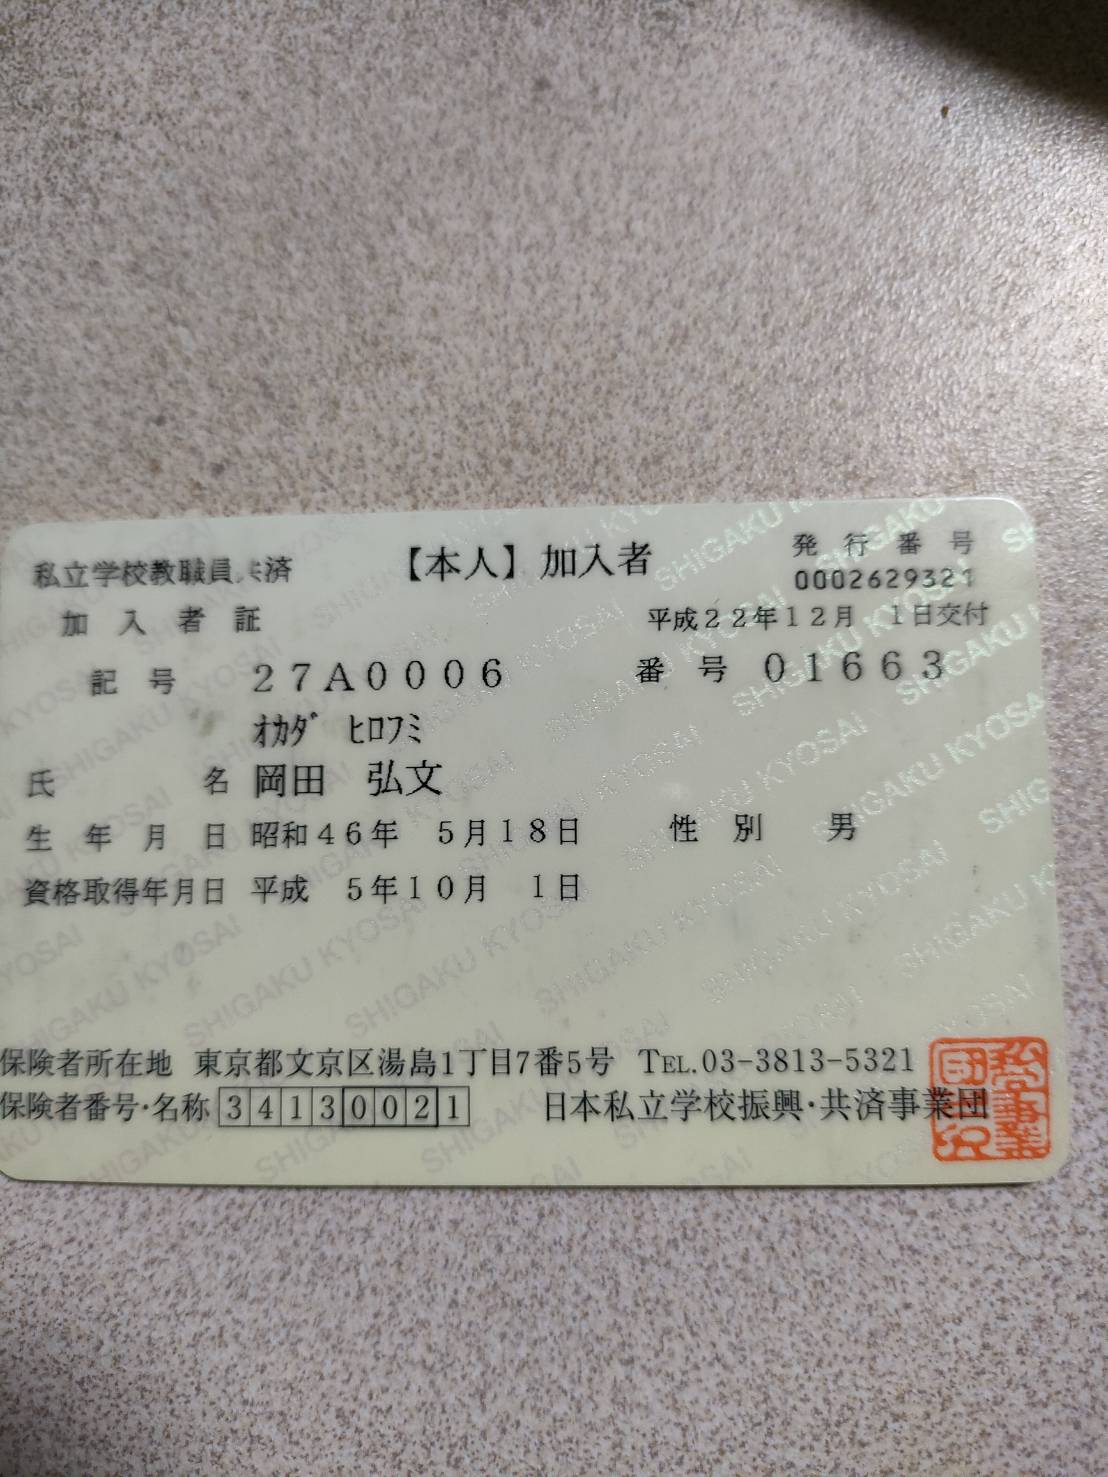 私立学校教職員共済 【本人】加入者 発行番号
0002629321
加入者証 平成22年12月 1日交付
記号 27A0006 番号 01663
オカダ ヒロフミ
氏名 岡田 弘文
生年月日 昭和46年 5月18日 性別 男
資格取得年月日 平成 5年10月 1日
保険者所在地 東京都文京区湯島1丁目7番5号 TEL.03-3813-5321
保険者番号・名称 34130021 日本私立学校振興・共済事業団
SHIGAKU KYOSAI